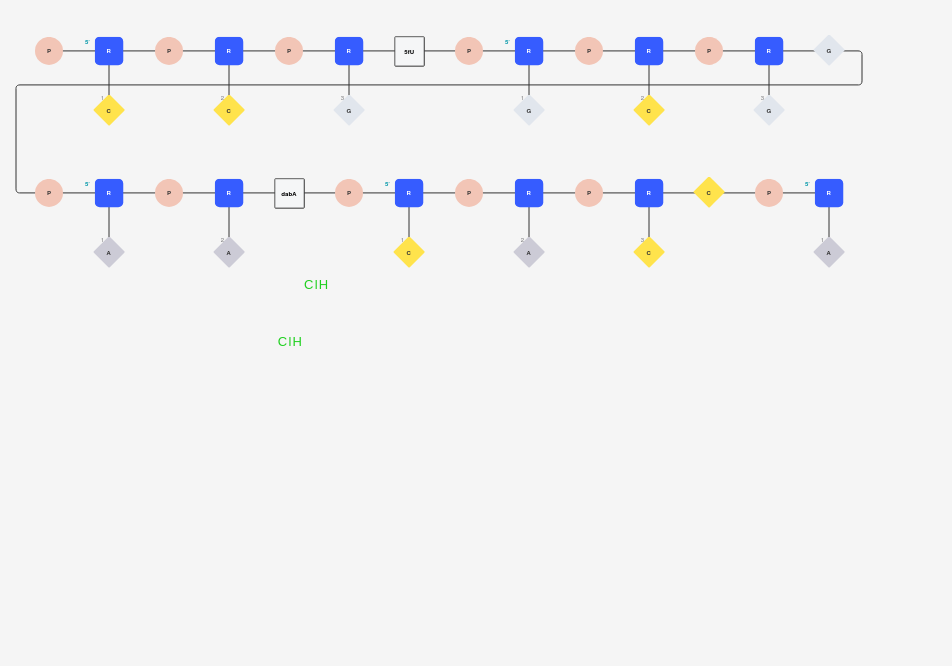 P 5' R P R P R 5fU P 5' R P R P R G
1 C 2 C 3 G 1 G 2 C 3 G
P 5' R P R dabA P 5' R P R P R C P 5' R
1 A 2 A 1 C 2 A 3 C 1 A
CIH
CIH